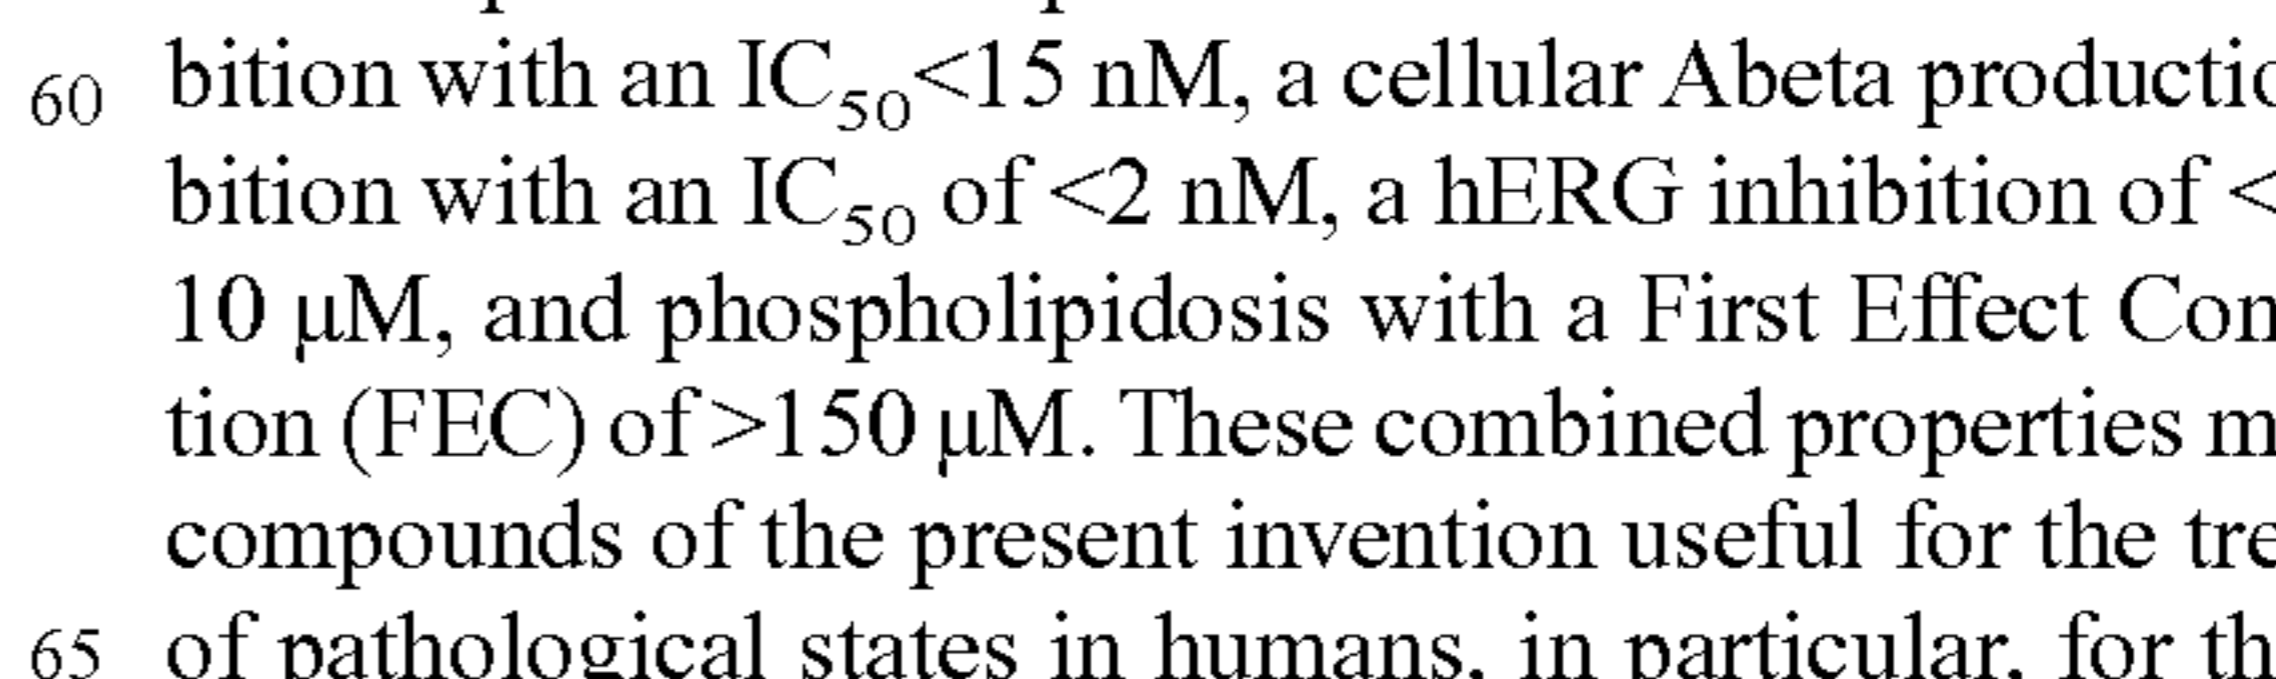 60 bition with an IC50<15 nM, a cellular Abeta productio
bition with an IC50 of <2 nM, a hERG inhibition of <
10 μM, and phospholipidosis with a First Effect Con
tion (FEC) of >150 μM. These combined properties m
compounds of the present invention useful for the tre
65 of pathological states in humans, in particular, for th